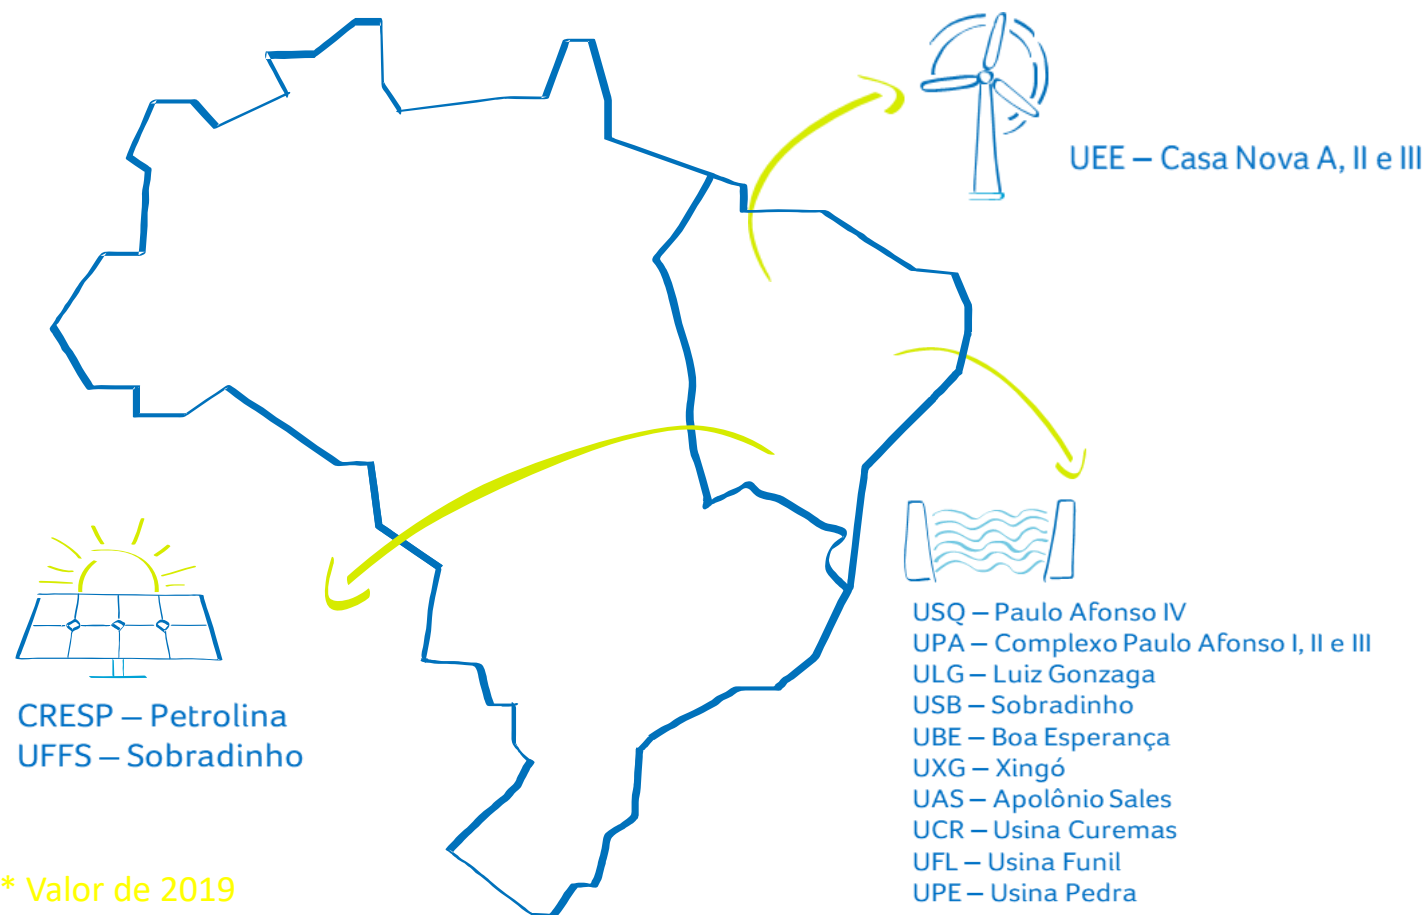 UEE – Casa Nova A, II e III
USQ – Paulo Afonso IV
UPA – Complexo Paulo Afonso I, II e III
ULG – Luiz Gonzaga
USB – Sobradinho
UBE – Boa Esperança
UXG – Xingó
UAS – Apolônio Sales
UCR – Usina Curemas
UFL – Usina Funil
UPE – Usina Pedra
CRESP – Petrolina
UFFS – Sobradinho
* Valor de 2019